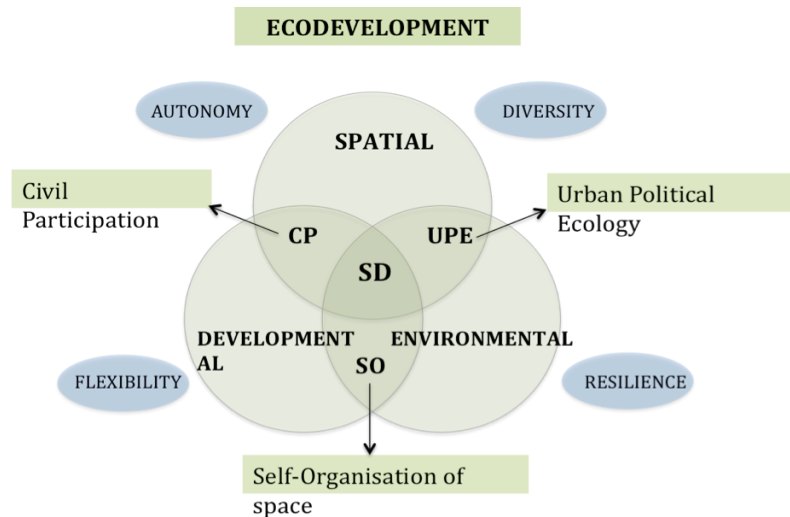 ECODEVELOPMENT
AUTONOMY
DIVERSITY
SPATIAL
Civil
Participation
Urban Political
Ecology
CP
UPE
SD
DEVELOPMENT
AL
ENVIRONMENTAL
SO
FLEXIBILITY
RESILIENCE
Self-Organisation of
space